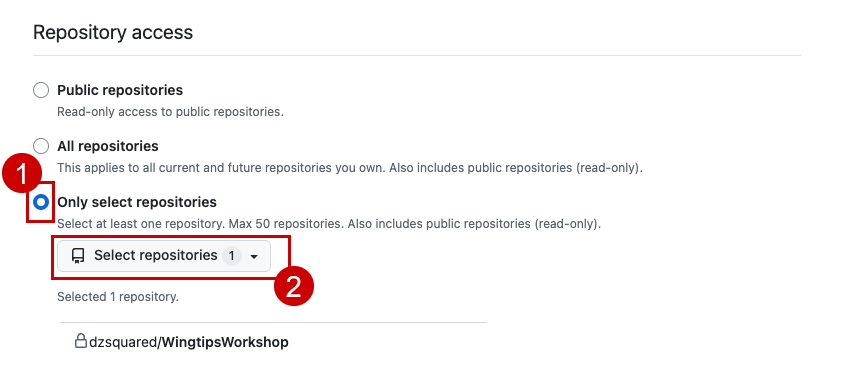 Repository access
Public repositories
Read-only access to public repositories.
All repositories
This applies to all current and future repositories you own. Also includes public repositories (read-only).
1
Only select repositories
Select at least one repository. Max 50 repositories. Also includes public repositories (read-only).
Select repositories 1
2
Selected 1 repository.
dzsquared/WingtipsWorkshop